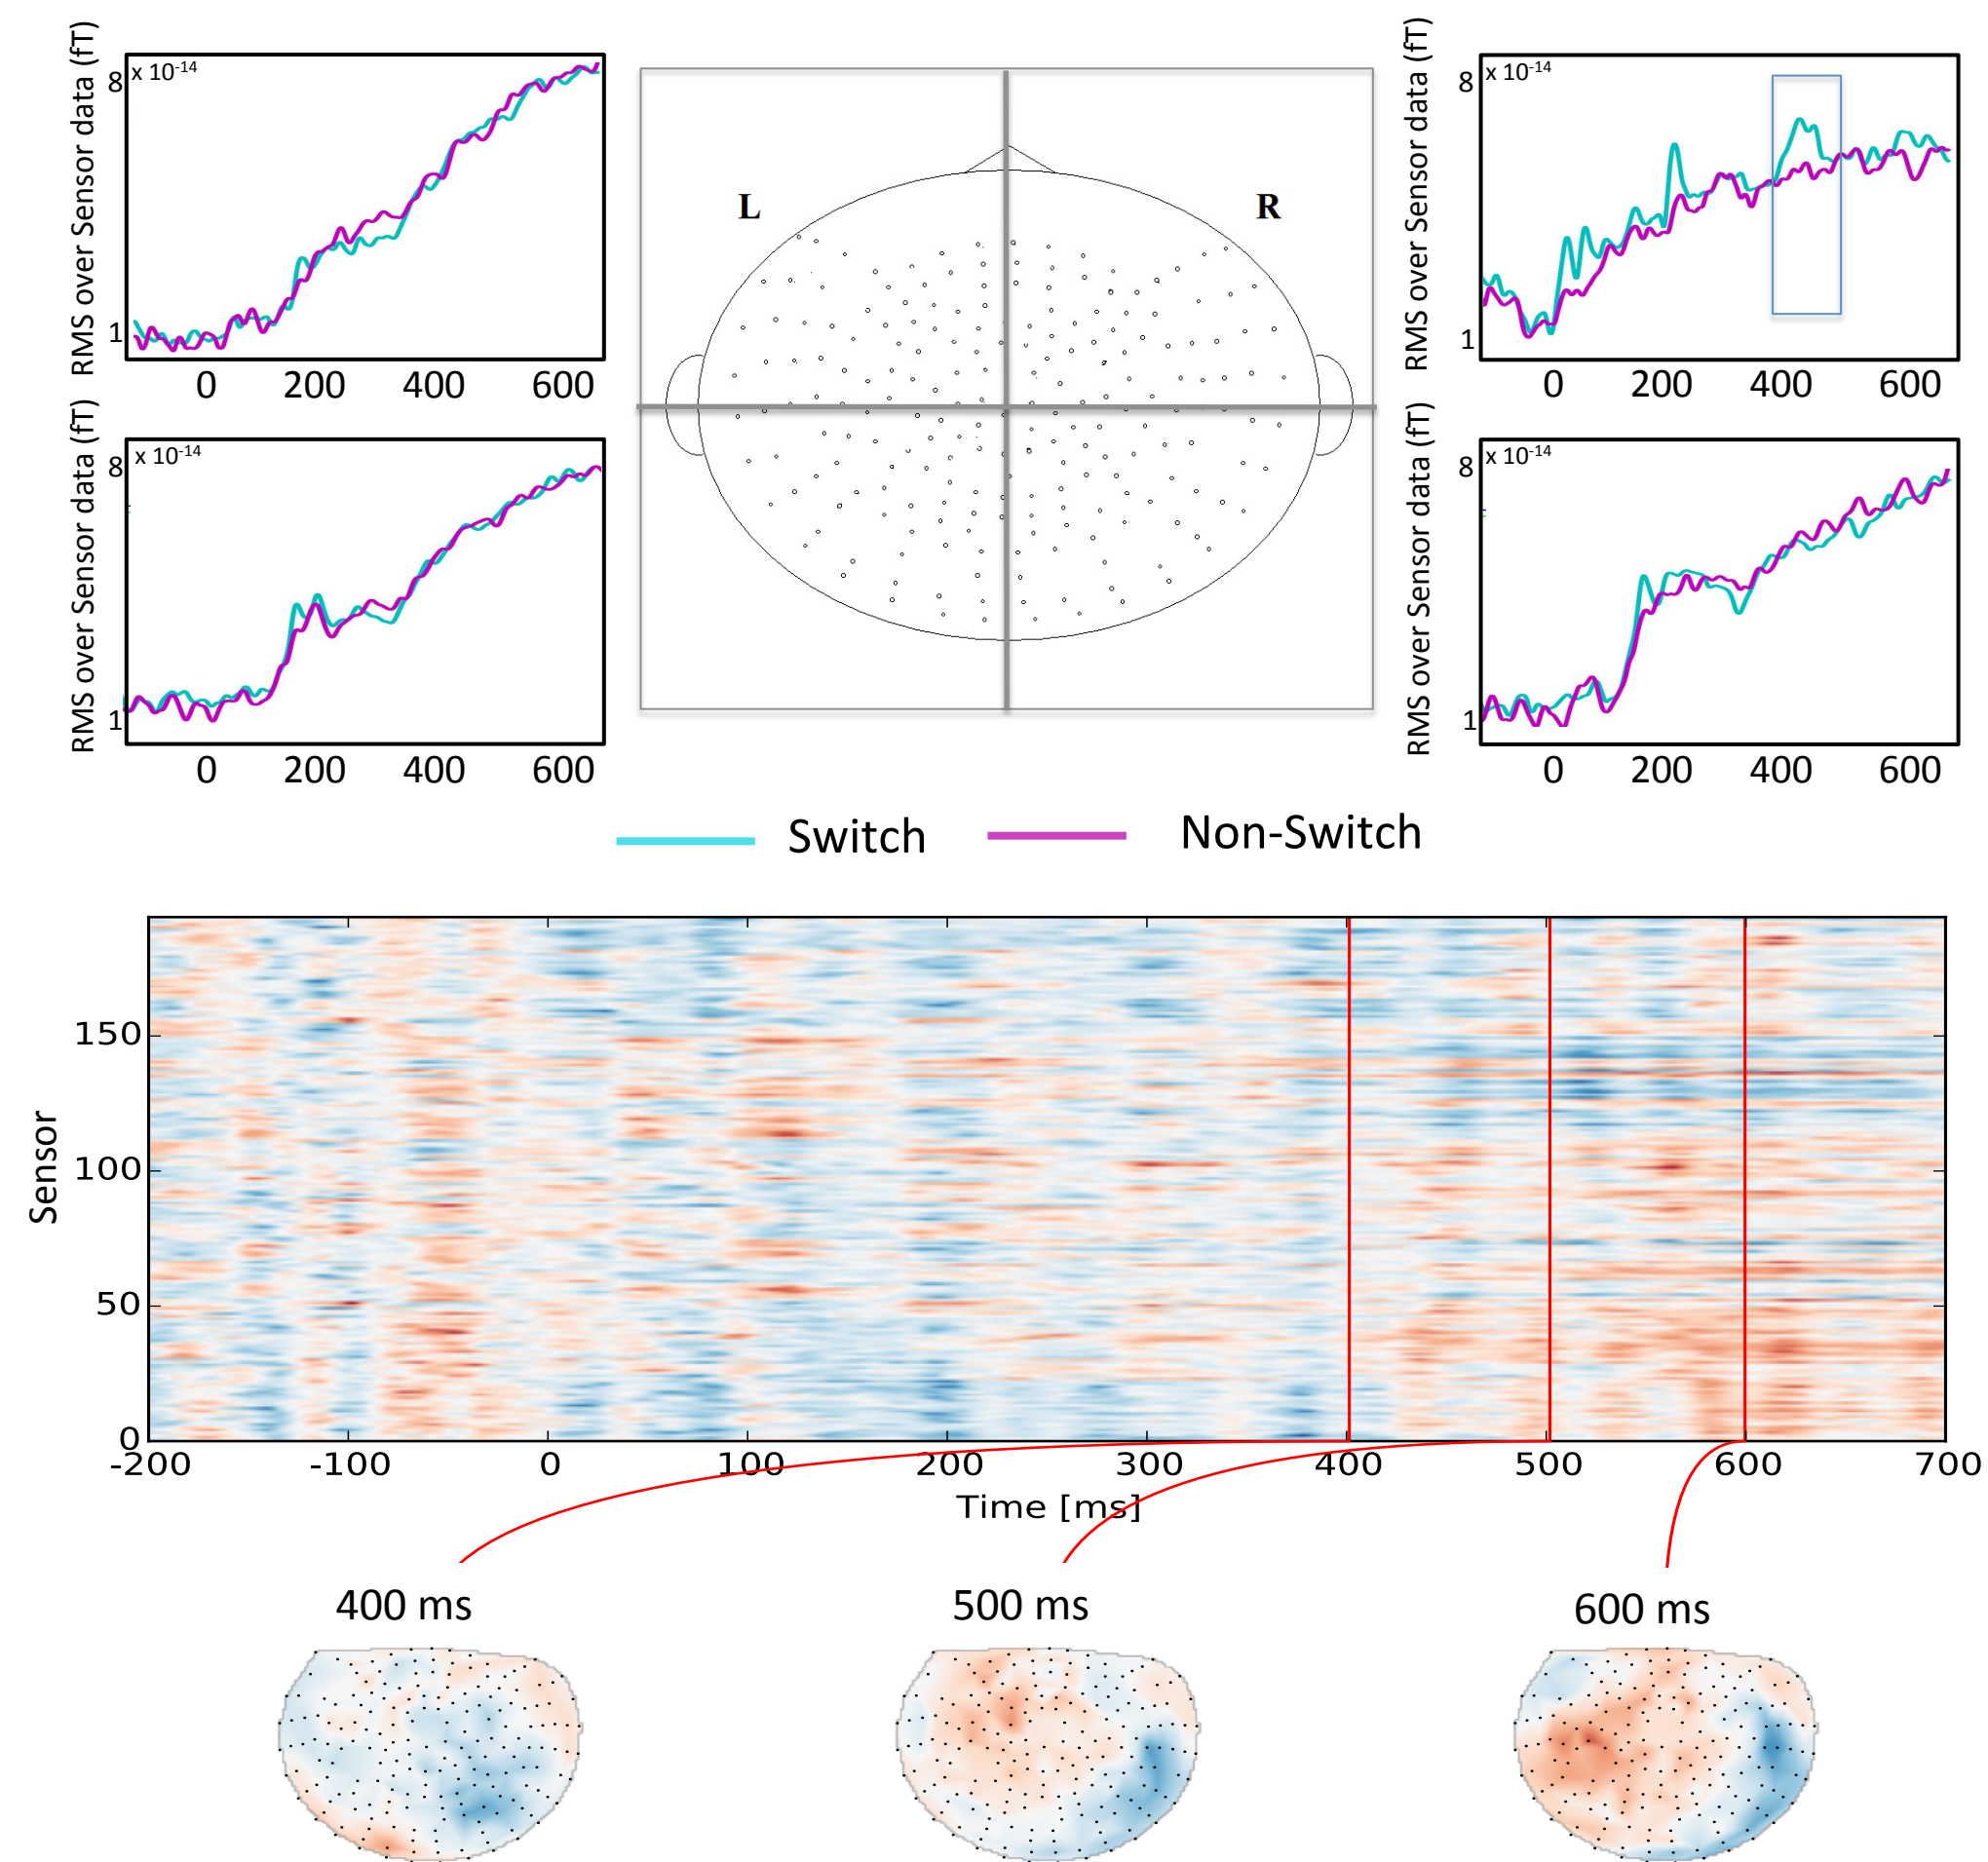 RMS over Sensor data (fT)
8
x 10-14
1
0 200 400 600
L
R
RMS over Sensor data (fT)
8
x 10-14
1
0 200 400 600
RMS over Sensor data (fT)
8
x 10-14
1
0 200 400 600
RMS over Sensor data (fT)
8
x 10-14
1
0 200 400 600
Switch
Non-Switch
Sensor
150
100
50
0
-200 -100 0 100 200 300 400 500 600 700
Time [ms]
400 ms
500 ms
600 ms